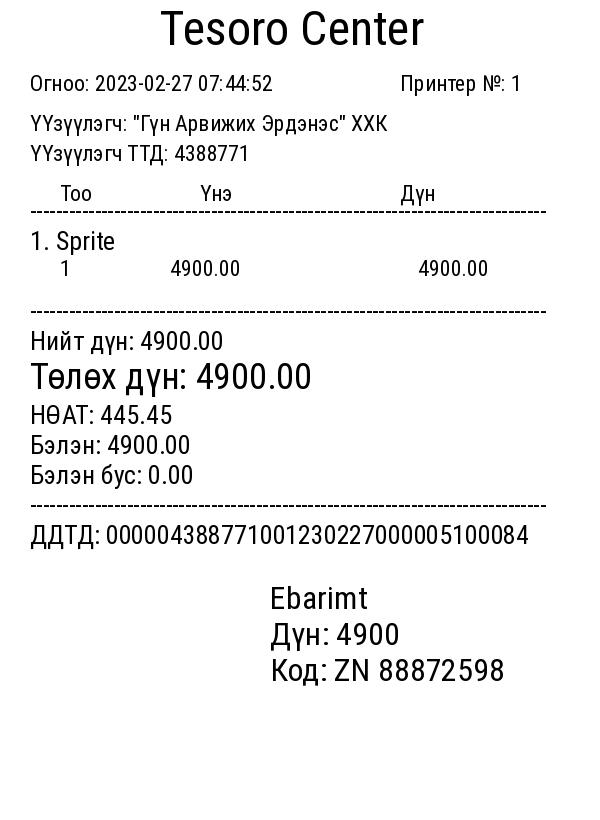 Tesoro Center
Огноо: 2023-02-27 07:44:52 Принтер №: 1
ҮҮзүүлэгч: "Гүн Арвижих Эрдэнэс" ХХК
ҮҮзүүлэгч ТТД: 4388771
Тоо Үнэ Дүн
1. Sprite
1 4900.00 4900.00
Нийт дүн: 4900.00
Төлөх дүн: 4900.00
НӨАТ: 445.45
Бэлэн: 4900.00
Бэлэн бус: 0.00
ДДТД: 000004388771001230227000005100084
Ebarimt
Дүн: 4900
Код: ZN 88872598